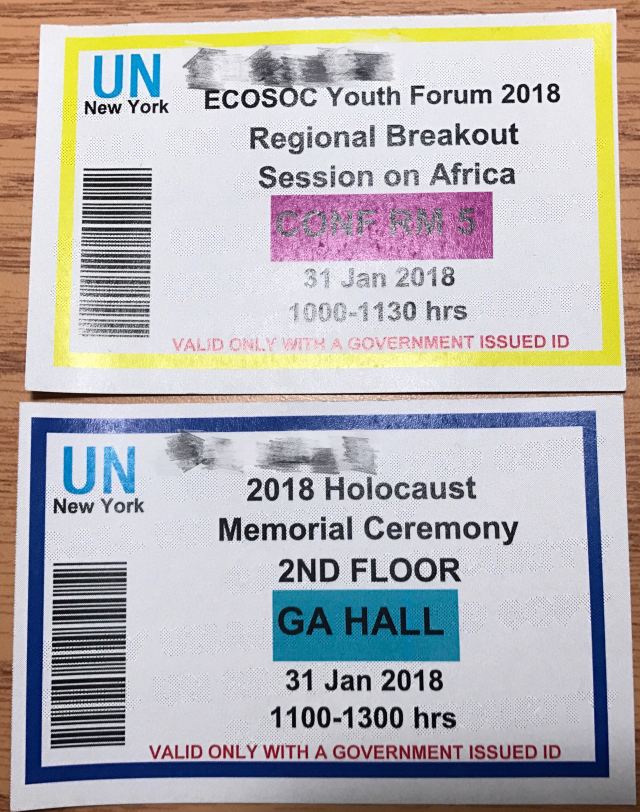 UN
New York
ECOSOC Youth Forum 2018
Regional Breakout
Session on Africa
CONF RM 5
31 Jan 2018
1000-1130 hrs
VALID ONLY WITH A GOVERNMENT ISSUED ID
UN
New York
2018 Holocaust
Memorial Ceremony
2ND FLOOR
GA HALL
31 Jan 2018
1100-1300 hrs
VALID ONLY WITH A GOVERNMENT ISSUED ID